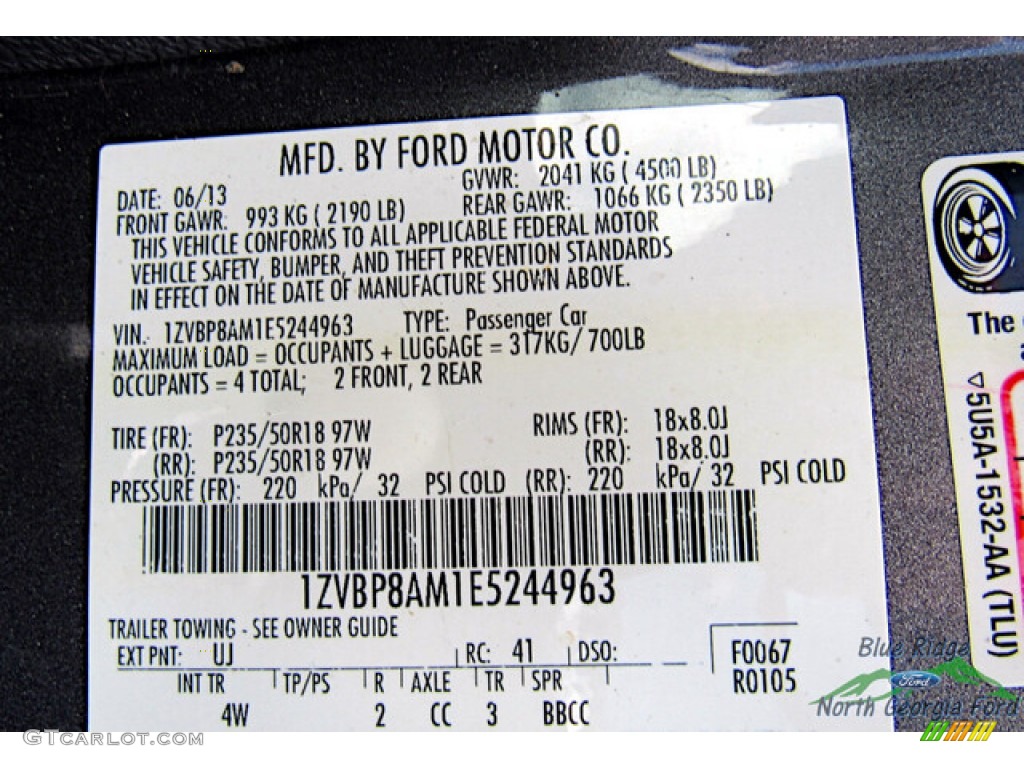 MFD. BY FORD MOTOR CO.
DATE: 06/13 GVWR: 2041 KG ( 4500 LB)
FRONT GAWR: 993 KG ( 2190 LB) REAR GAWR: 1066 KG ( 2350 LB)
THIS VEHICLE CONFORMS TO ALL APPLICABLE FEDERAL MOTOR
VEHICLE SAFETY, BUMPER, AND THEFT PREVENTION STANDARDS
IN EFFECT ON THE DATE OF MANUFACTURE SHOWN ABOVE.
VIN. 1ZVBP8AM1E5244963 TYPE: Passenger Car
MAXIMUM LOAD = OCCUPANTS + LUGGAGE = 317KG/ 700LB
OCCUPANTS = 4 TOTAL; 2 FRONT, 2 REAR
TIRE (FR): P235/50R18 97W RIMS (FR): 18x8.0J
(RR): P235/50R18 97W (RR): 18x8.0J
PRESSURE (FR): 220 kPa/ 32 PSI COLD (RR): 220 kPa/ 32 PSI COLD
1ZVBP8AM1E5244963
TRAILER TOWING - SEE OWNER GUIDE
EXT PNT: UJ RC: 41 DSO: F0067
R0105
INT TR TP/PS R AXLE TR SPR
4W 2 CC 3 BBCC
The
5U5A-1532-AA (TLU)
Blue Ridge
Ford
North Georgia Ford
GTCARLOT.COM